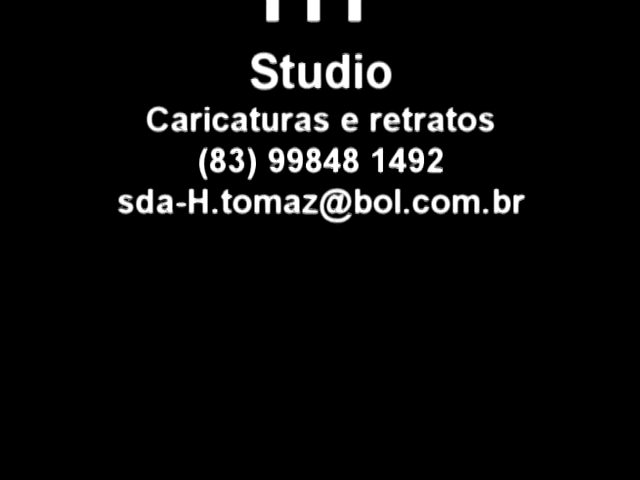 Studio
Caricaturas e retratos
(83) 99848 1492
sda-H.tomaz@bol.com.br